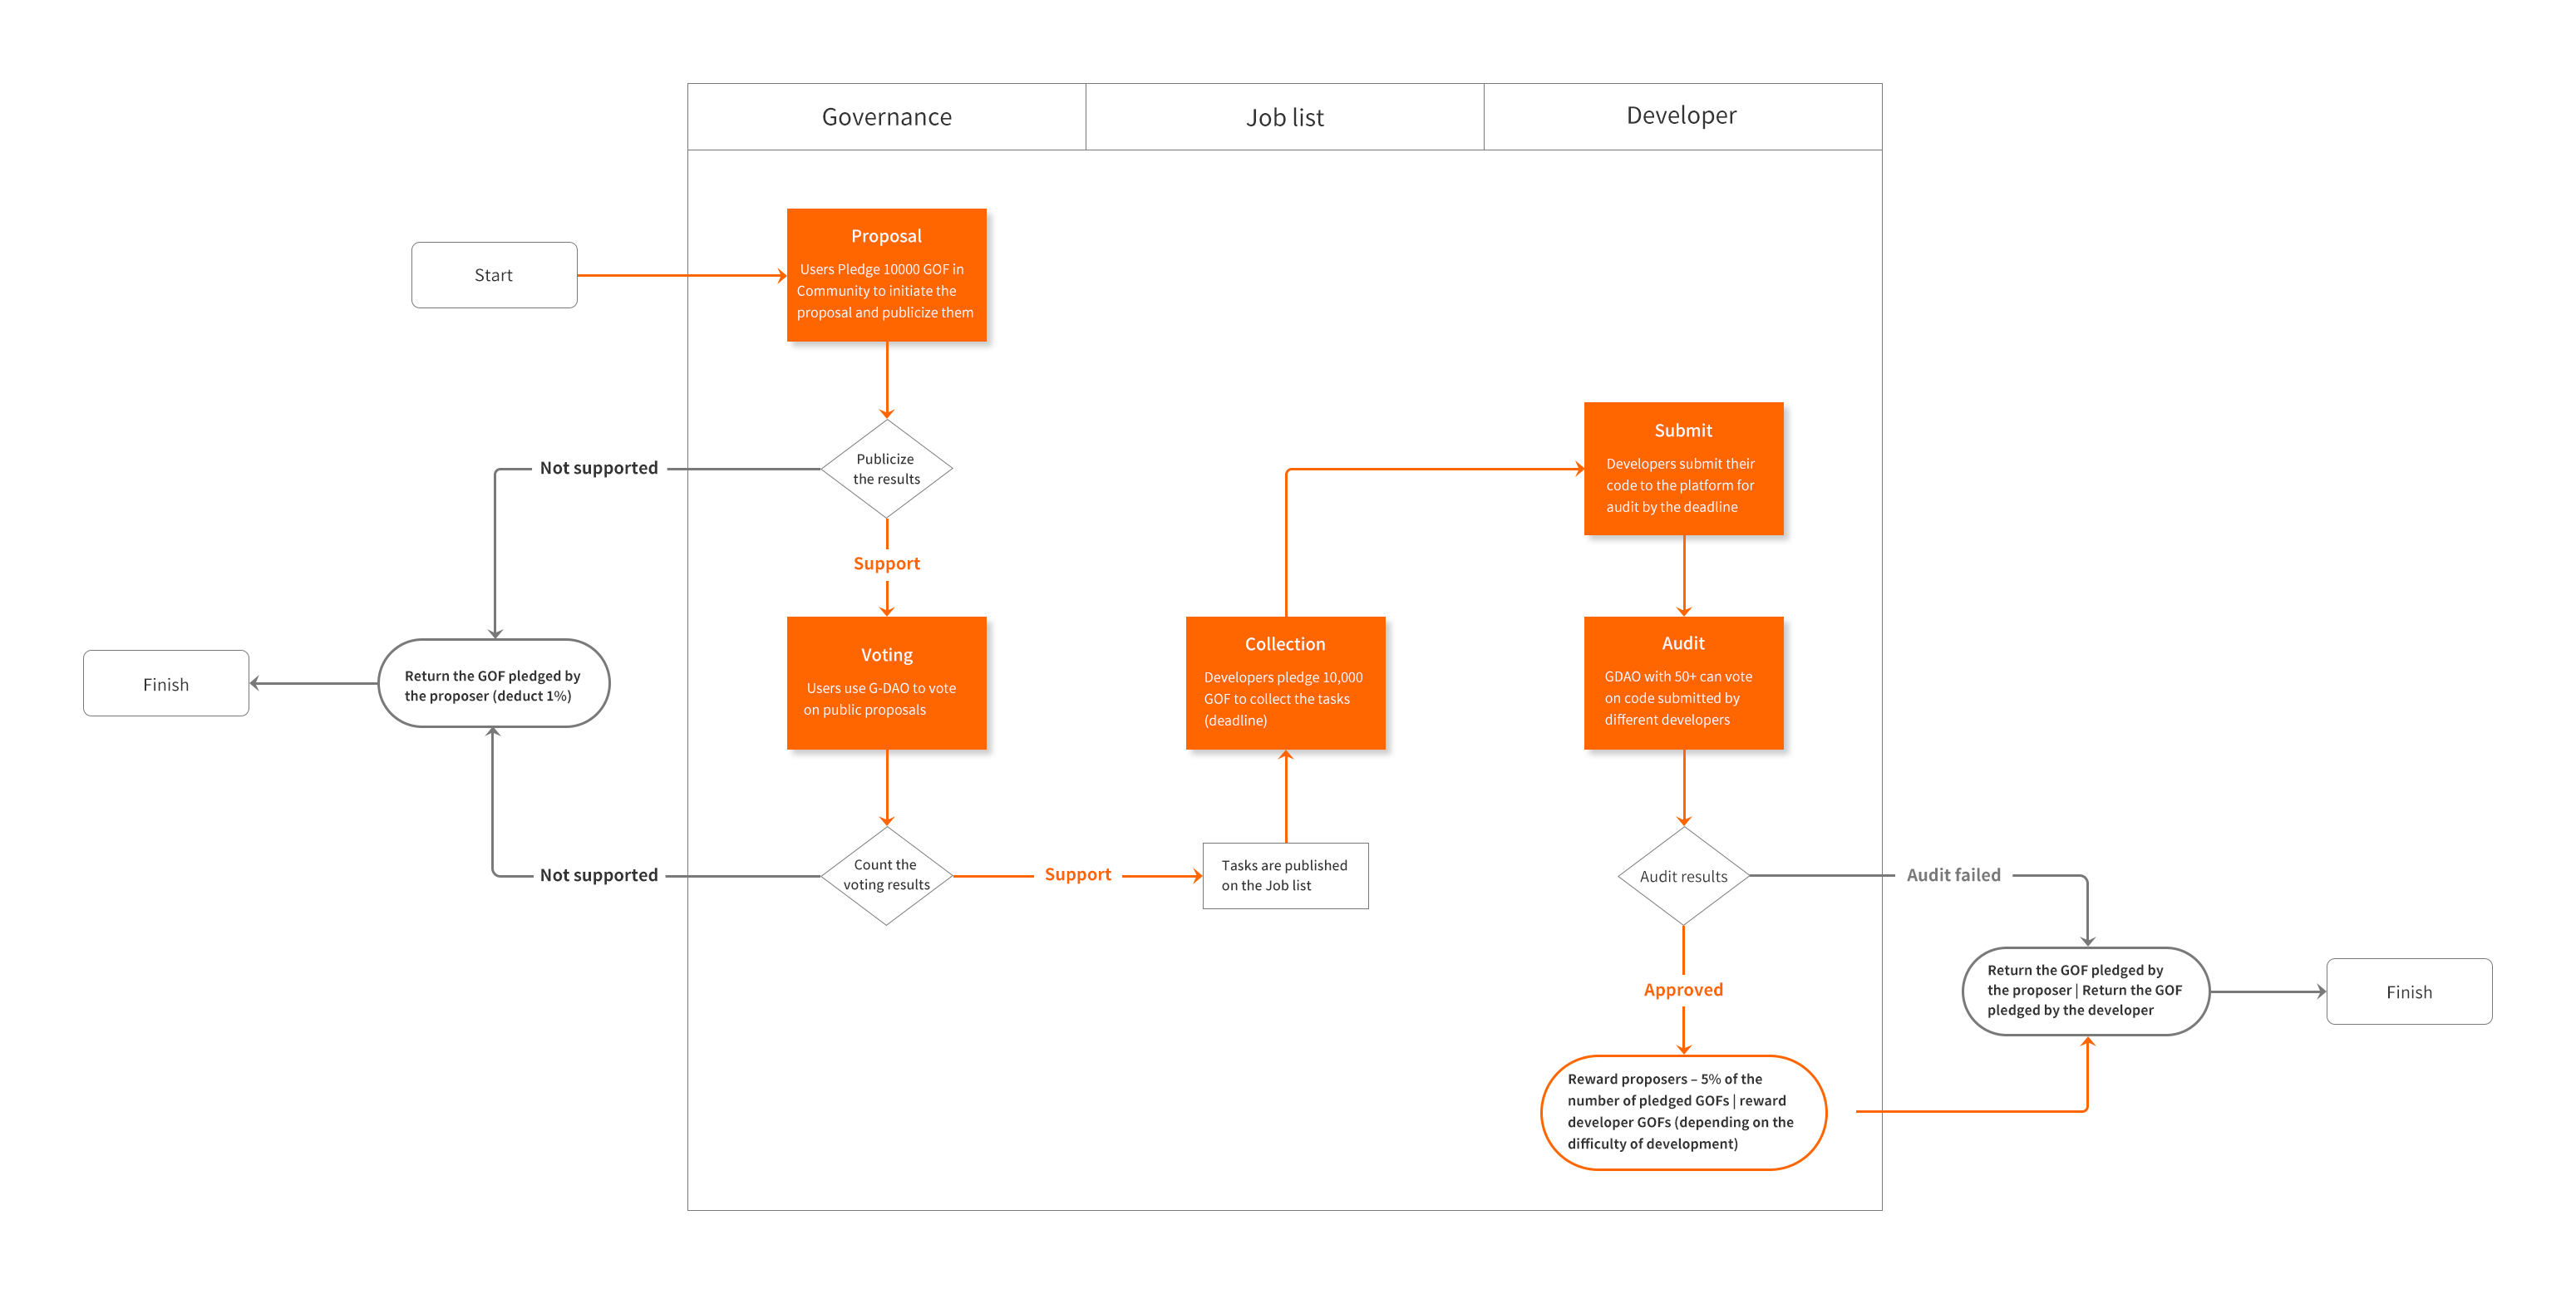 Governance
Job list
Developer
Start
Proposal
Users Pledge 10000 GOF in
Community to initiate the
proposal and publicize them
Publicize
the results
Not supported
Support
Submit
Developers submit their
code to the platform for
audit by the deadline
Finish
Return the GOF pledged by
the proposer (deduct 1%)
Voting
Users use G-DAO to vote
on public proposals
Collection
Developers pledge 10,000
GOF to collect the tasks
(deadline)
Audit
GDAO with 50+ can vote
on code submitted by
different developers
Not supported
Count the
voting results
Support
Tasks are published
on the Job list
Audit results
Audit failed
Approved
Return the GOF pledged by
the proposer | Return the GOF
pledged by the developer
Finish
Reward proposers – 5% of the
number of pledged GOFs | reward
developer GOFs (depending on the
difficulty of development)